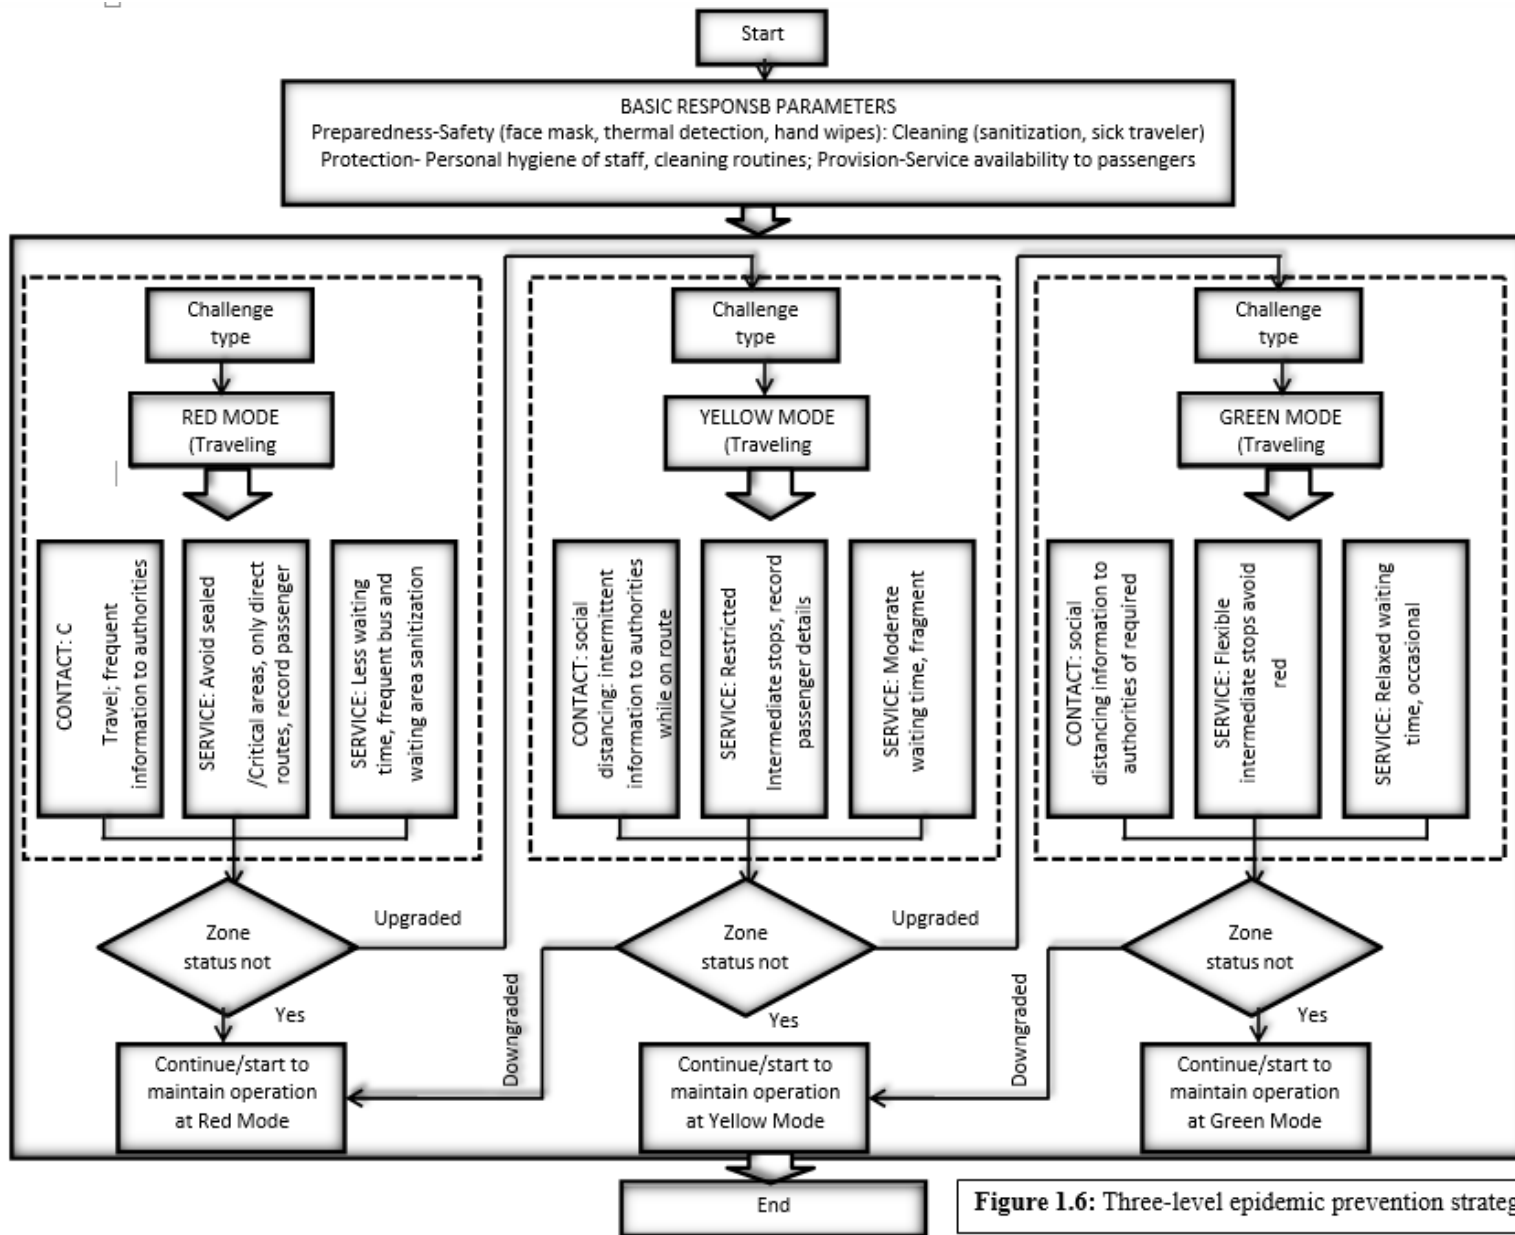 Start
BASIC RESPONSB PARAMETERS
Preparedness-Safety (face mask, thermal detection, hand wipes): Cleaning (sanitization, sick traveler)
Protection- Personal hygiene of staff, cleaning routines; Provision-Service availability to passengers
Challenge
type
RED MODE
(Traveling
CONTACT: C
Travel; frequent
information to authorities
SERVICE: Avoid sealed
/Critical areas, only direct
routes, record passenger
SERVICE: Less waiting
time, frequent bus and
waiting area sanitization
Zone
status not
Upgraded
Yes
Continue/start to
maintain operation
at Red Mode
Challenge
type
YELLOW MODE
(Traveling
CONTACT: social
distancing: intermittent
information to authorities
while on route
SERVICE: Restricted
Intermediate stops, record
passenger details
SERVICE: Moderate
waiting time, fragment
Zone
status not
Upgraded
Downgraded
Yes
Continue/start to
maintain operation
at Yellow Mode
Challenge
type
GREEN MODE
(Traveling
CONTACT: social
distancing information to
authorities of required
SERVICE: Flexible
intermediate stops avoid
red
SERVICE: Relaxed waiting
time, occasional
Zone
status not
Downgraded
Yes
Continue/start to
maintain operation
at Green Mode
End
Figure 1.6: Three-level epidemic prevention strateg